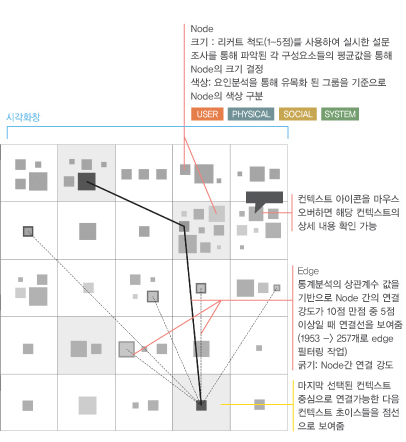 Node
크기 : 리커트 척도(1-5점)를 사용하여 실시한 설문
조사를 통해 파악된 각 구성요소들의 평균값을 통해
Node의 크기 결정
색상: 요인분석을 통해 유목화 된 그룹을 기준으로
Node의 색상 구분
USER PHYSICAL SOCIAL SYSTEM
시각화창
컨텍스트 아이콘을 마우스
오버하면 해당 컨텍스트의
상세 내용 확인 가능
Edge
통계분석의 상관계수 값을
기반으로 Node 간의 연결
강도가 10점 만점 중 5점
이상일 때 연결선을 보여줌
(1953 -> 257개로 edge
필터링 작업)
굵기: Node간 연결 강도
마지막 선택된 컨텍스트
중심으로 연결가능한 다음
컨텍스트 초이스들을 점선
으로 보여줌